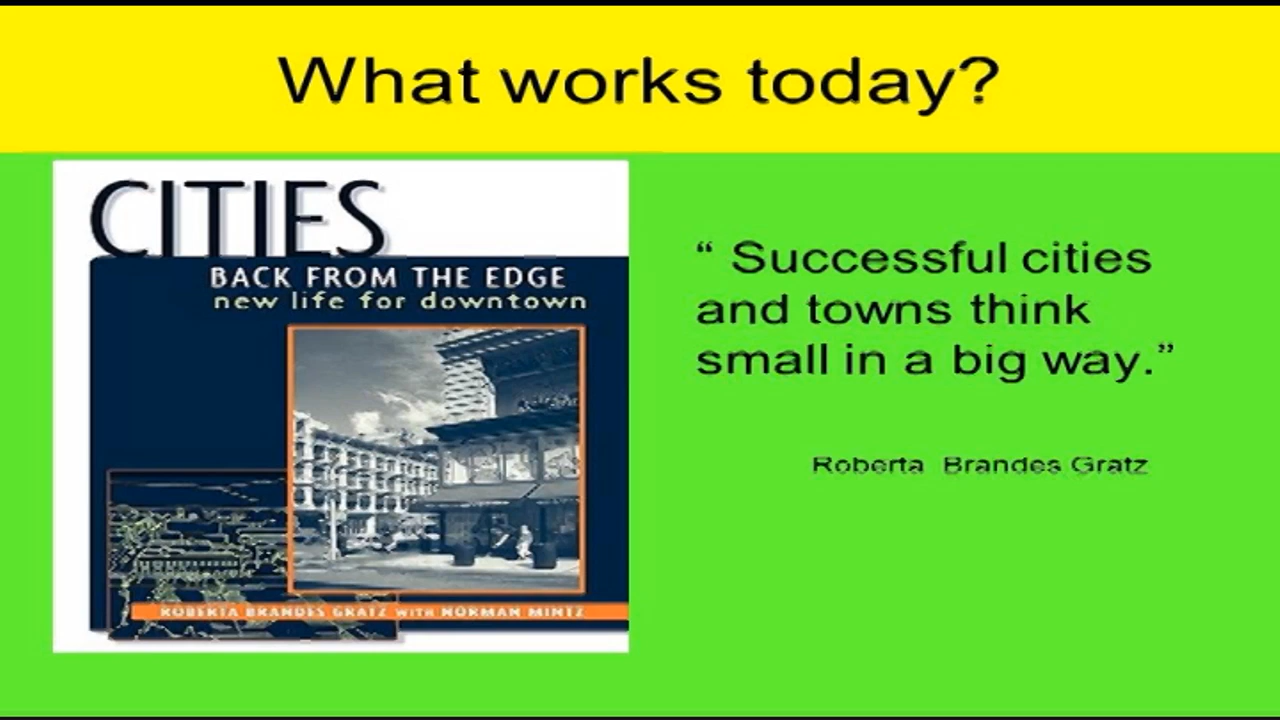 What works today?
CITIES
BACK FROM THE EDGE
new life for downtown
ROBERTA BRANDES GRATZ WITH NORMAN MINTZ
“ Successful cities
and towns think
small in a big way.”
Roberta Brandes Gratz